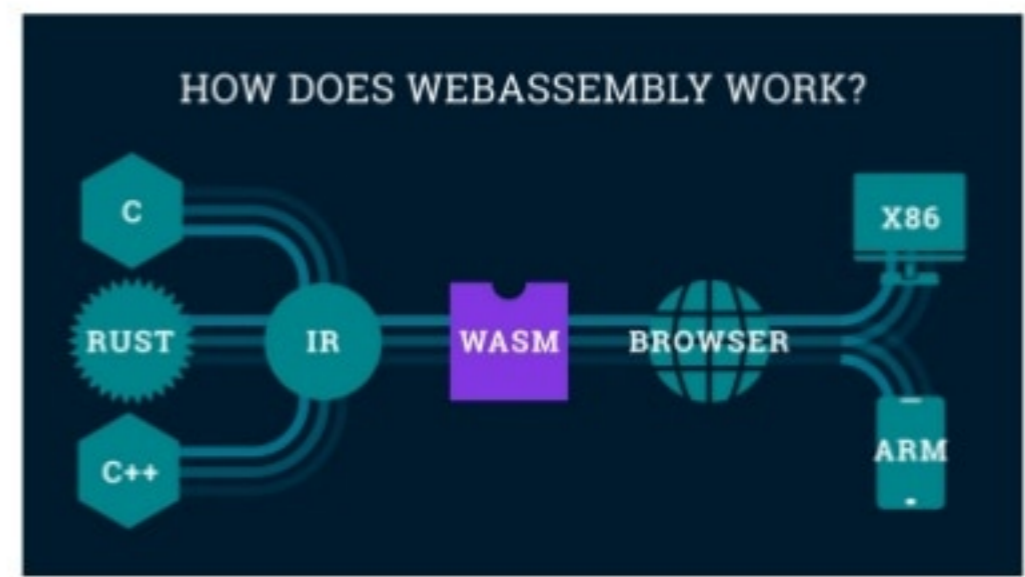 HOW DOES WEBASSEMBLY WORK?
C
X86
RUST
IR
WASM
BROWSER
C++
ARM